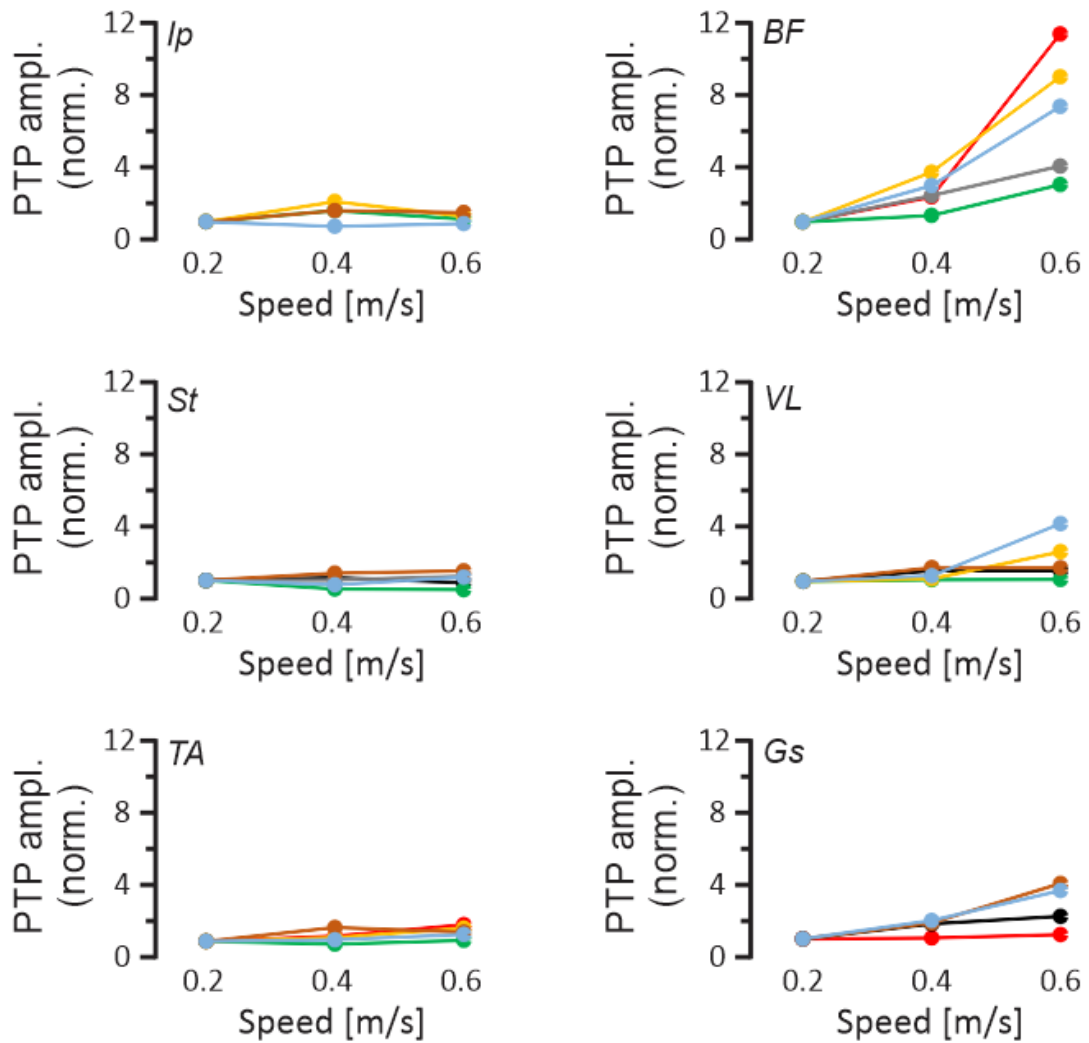 Ip
PTP ampl.
(norm.)
12
8
4
0
0.2 0.4 0.6
Speed [m/s]
BF
PTP ampl.
(norm.)
12
8
4
0
0.2 0.4 0.6
Speed [m/s]
St
PTP ampl.
(norm.)
12
8
4
0
0.2 0.4 0.6
Speed [m/s]
VL
PTP ampl.
(norm.)
12
8
4
0
0.2 0.4 0.6
Speed [m/s]
TA
PTP ampl.
(norm.)
12
8
4
0
0.2 0.4 0.6
Speed [m/s]
Gs
PTP ampl.
(norm.)
12
8
4
0
0.2 0.4 0.6
Speed [m/s]